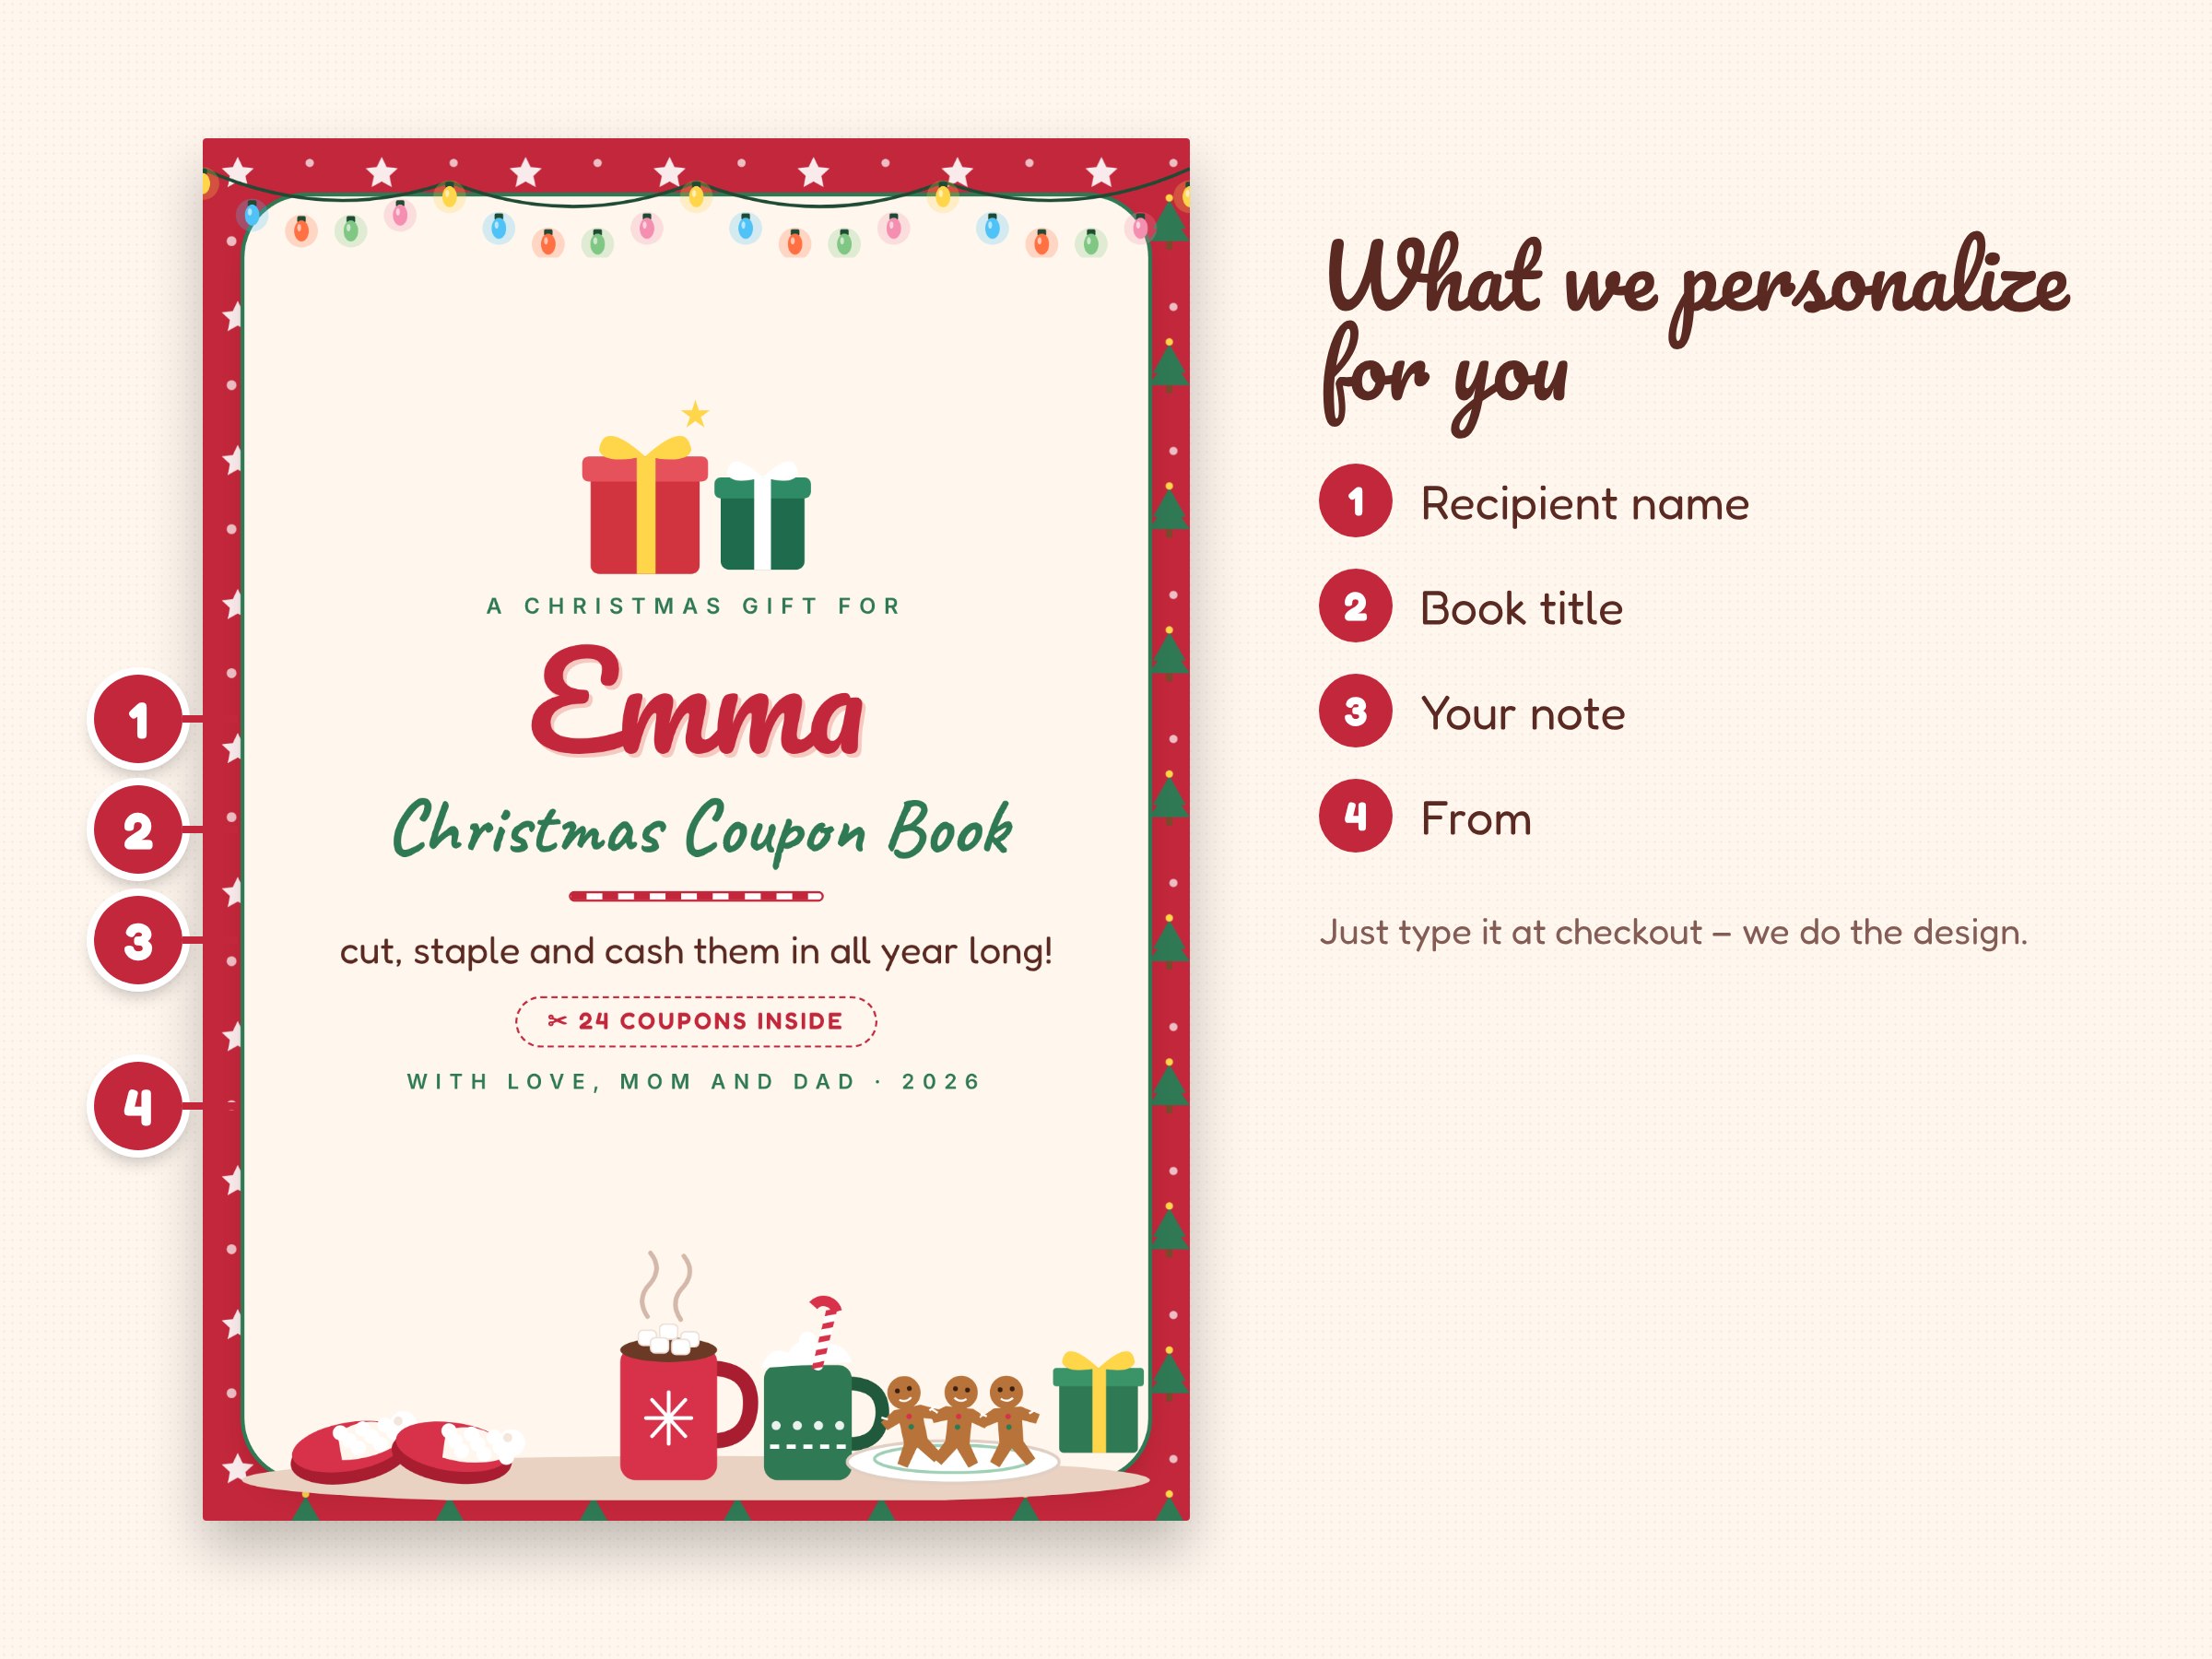 A CHRISTMAS GIFT FOR
Emma
Christmas Coupon Book
cut, staple and cash them in all year long!
✂ 24 COUPONS INSIDE
WITH LOVE, MOM AND DAD · 2026
1
2
3
4
What we personalize
for you
1 Recipient name
2 Book title
3 Your note
4 From
Just type it at checkout – we do the design.